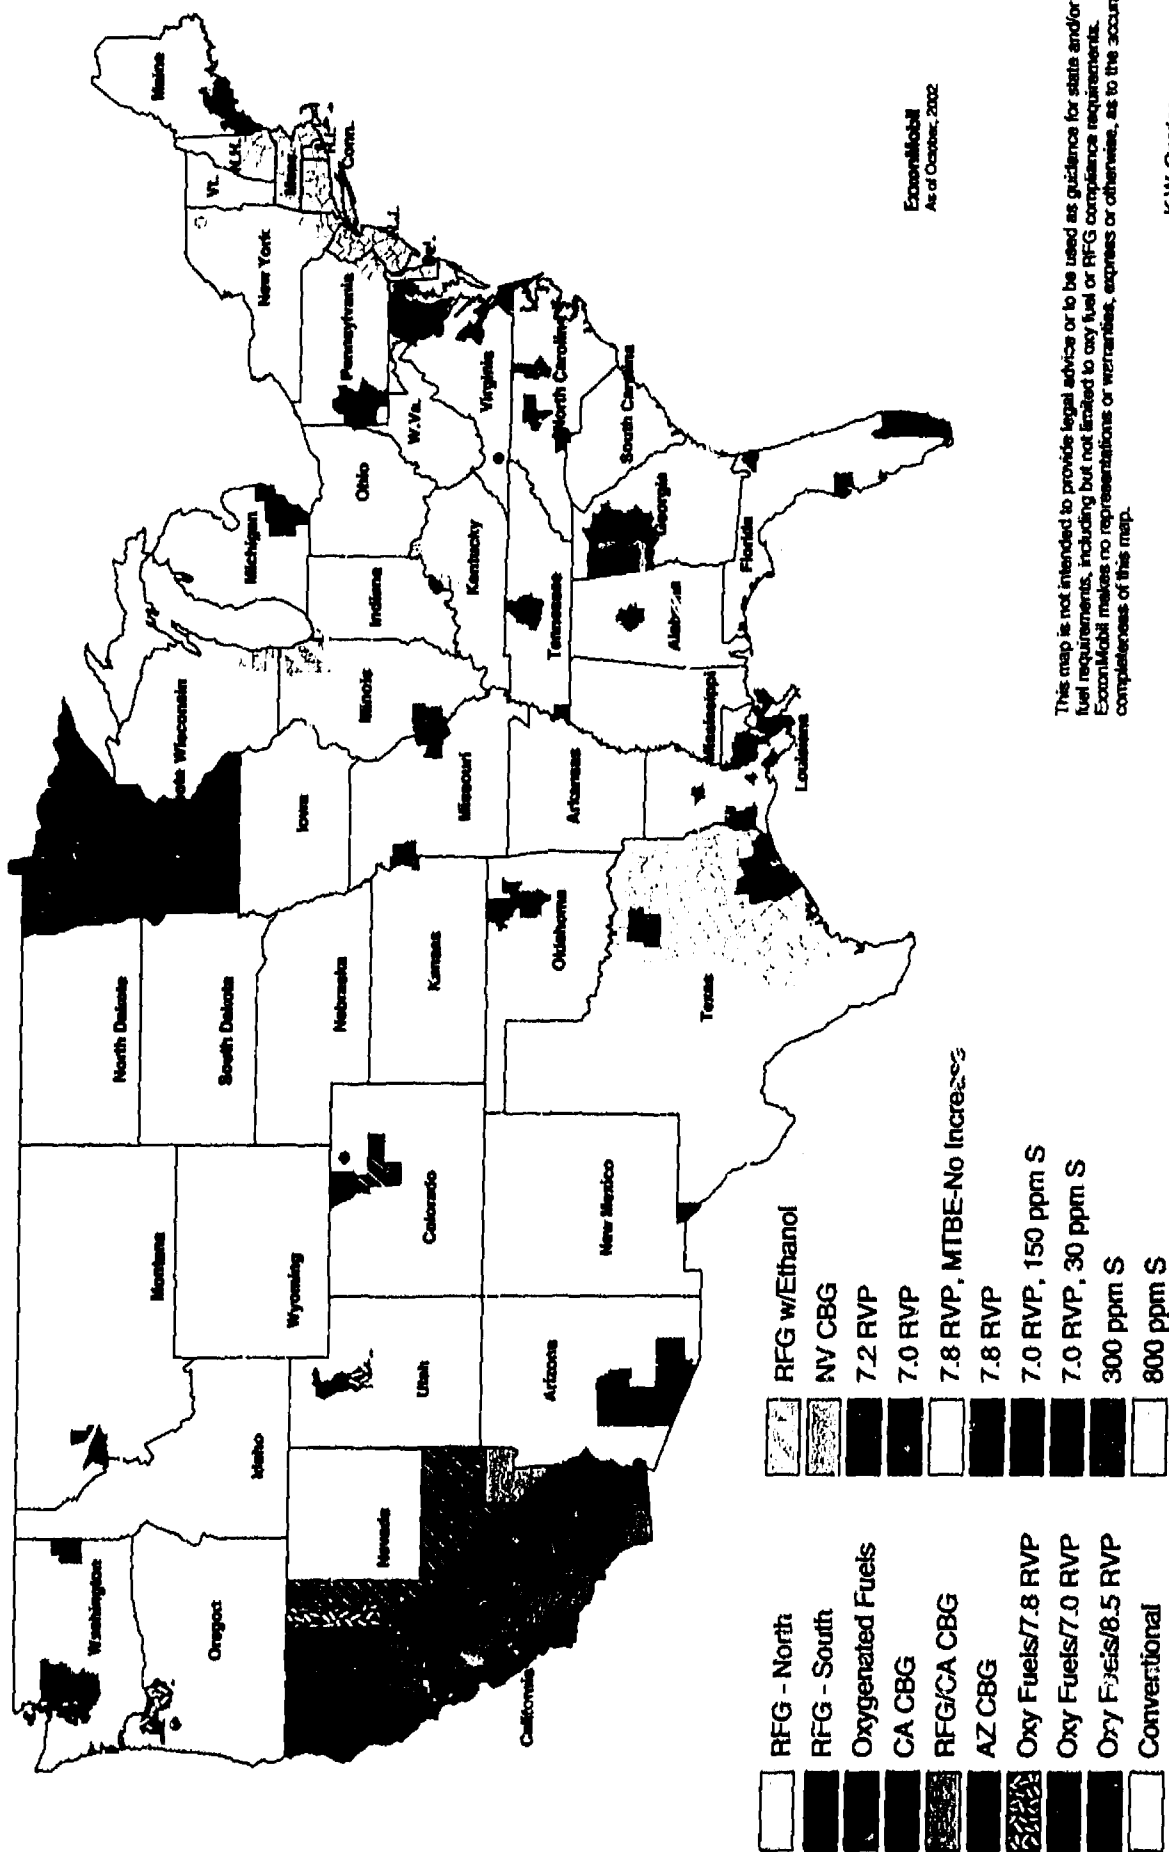 Washington
Oregon
California
Nevada
Idaho
Montana
Wyoming
Utah
Arizona
Colorado
New Mexico
North Dakota
South Dakota
Nebraska
Kansas
Oklahoma
Texas
Wisconsin
Iowa
Missouri
Arkansas
Louisiana
Illinois
Mississippi
Michigan
Indiana
Kentucky
Tennessee
Alabama
Ohio
W.Va.
Virginia
North Carolina
South Carolina
Georgia
Florida
Pennsylvania
New York
Vt.
N.H.
Maine
Mass.
R.I.
Conn.
N.J.
Del.
RFG - North
RFG - South
Oxygenated Fuels
CA CBG
RFG/CA CBG
AZ CBG
Oxy Fuels/7.8 RVP
Oxy Fuels/7.0 RVP
Oxy Fuels/8.5 RVP
Conventional
RFG w/Ethanol
NV CBG
7.2 RVP
7.0 RVP
7.8 RVP, MTBE-No Increase
7.8 RVP
7.0 RVP, 150 ppm S
7.0 RVP, 30 ppm S
300 ppm S
800 ppm S
ExxonMobil
As of October, 2002
This map is not intended to provide legal advice or to be used as guidance for state and/or
fuel requirements, including but not limited to oxy fuel or RFG compliance requirements.
ExxonMobil makes no representations or warranties, express or otherwise, as to the
completeness of this map.